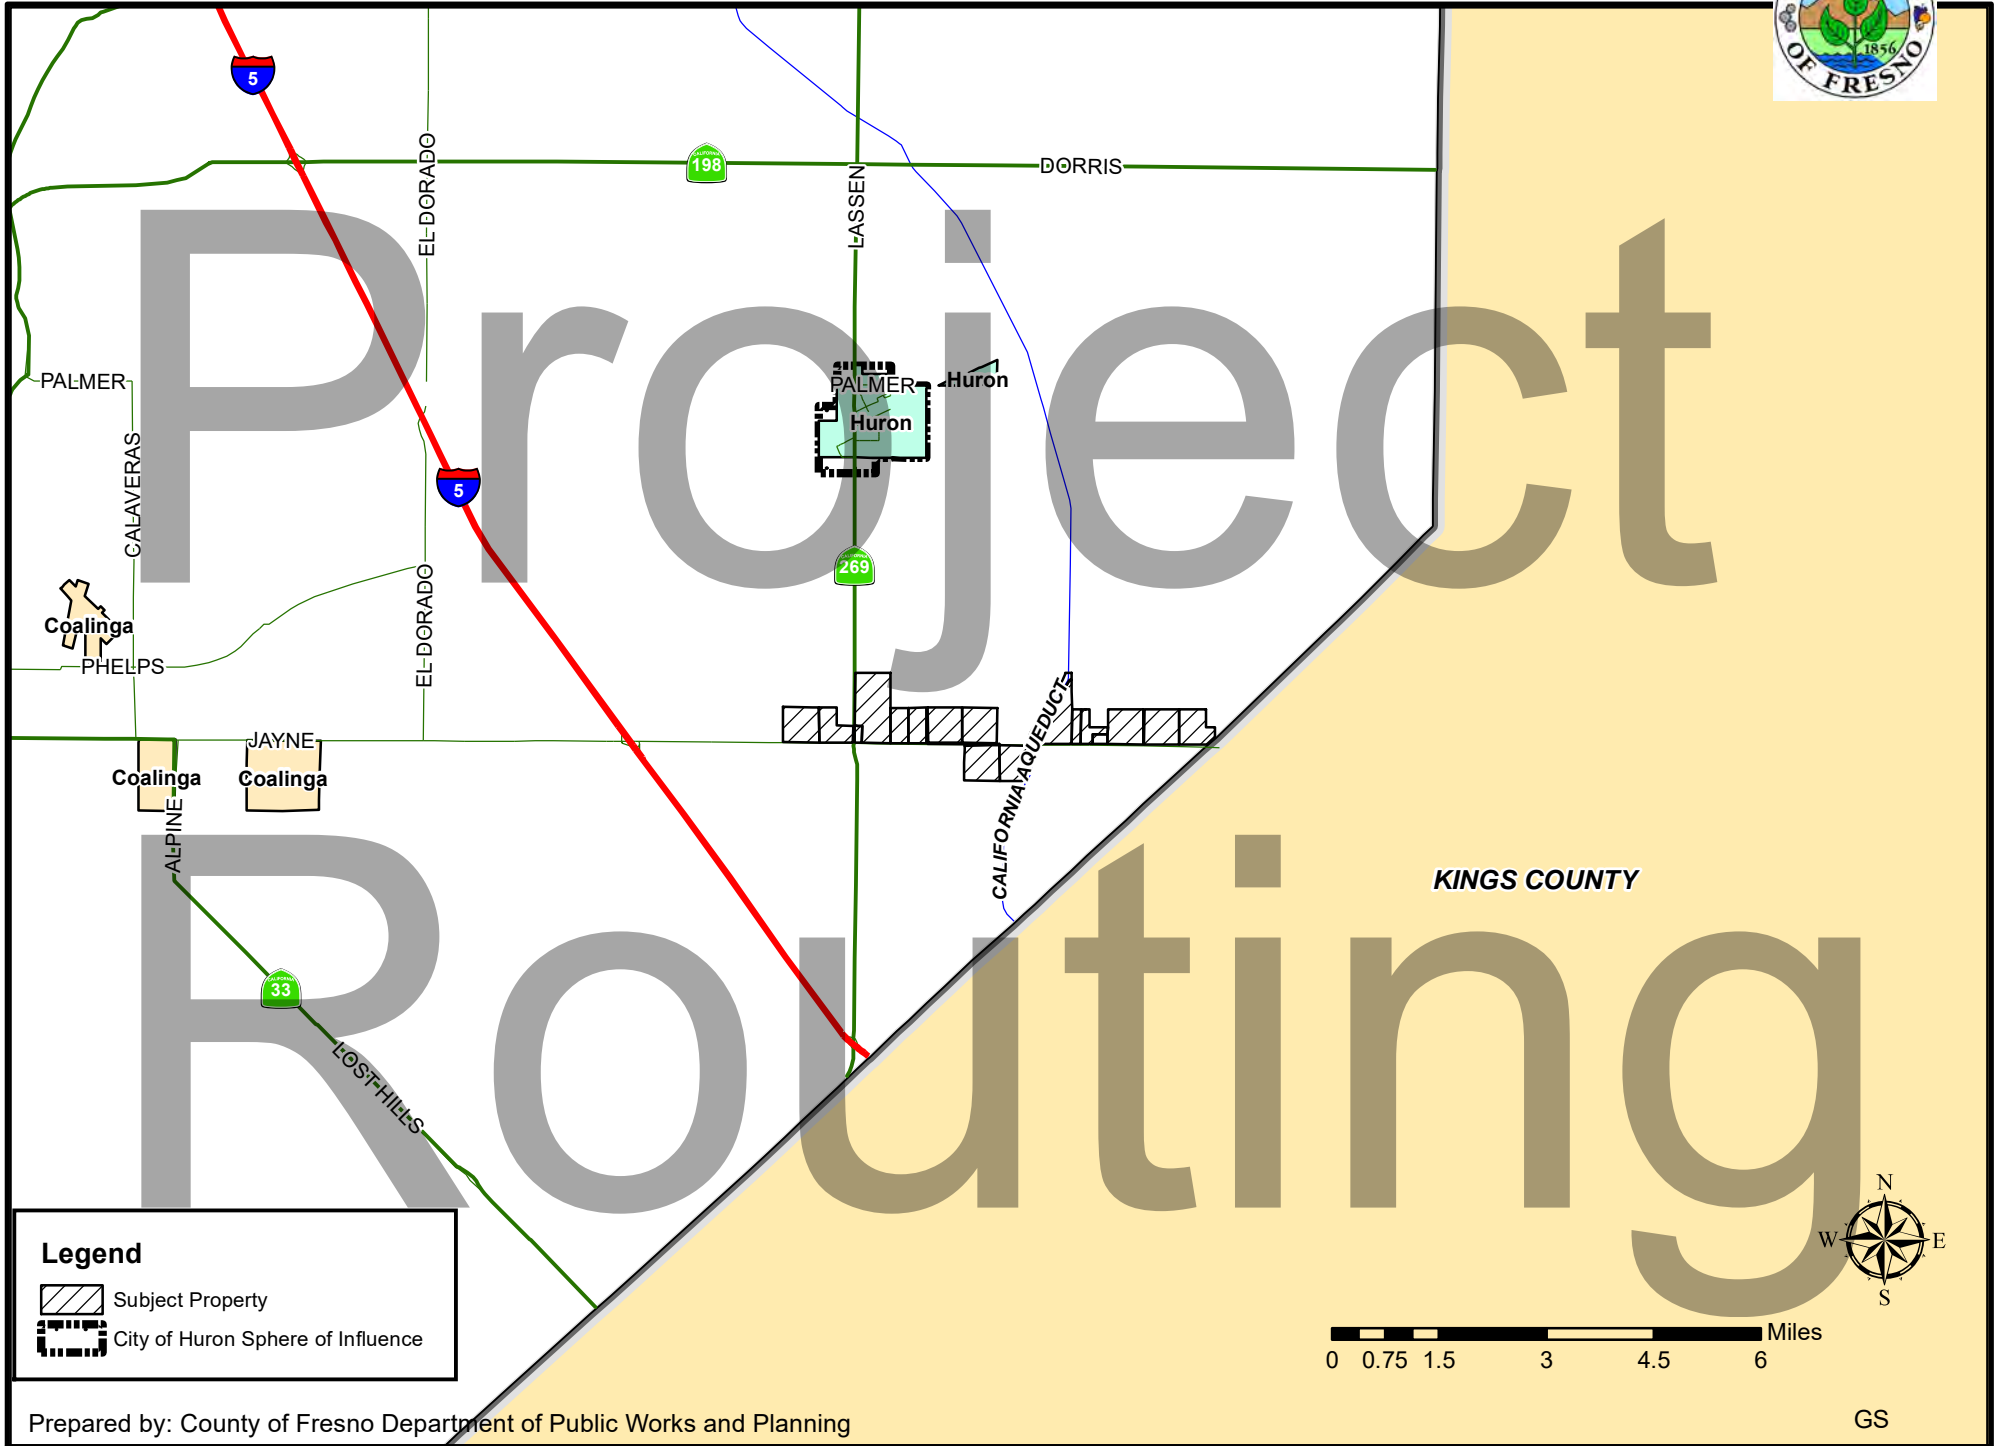 1856
OF FRESNO
5
EL DORADO
CALIFORNIA
198
DORRIS
LASSEN
Project
PALMER
PALMER
Huron
Huron
CALAVERAS
5
CALIFORNIA
269
EL DORADO
Coalinga
PHELPS
CALIFORNIA AQUEDUCT
JAYNE
Coalinga
Coalinga
ALPINE
Routing
KINGS COUNTY
CALIFORNIA
33
LOST HILLS
N
W
E
S
Legend
Subject Property
City of Huron Sphere of Influence
Miles
0 0.75 1.5 3 4.5 6
Prepared by: County of Fresno Department of Public Works and Planning
GS